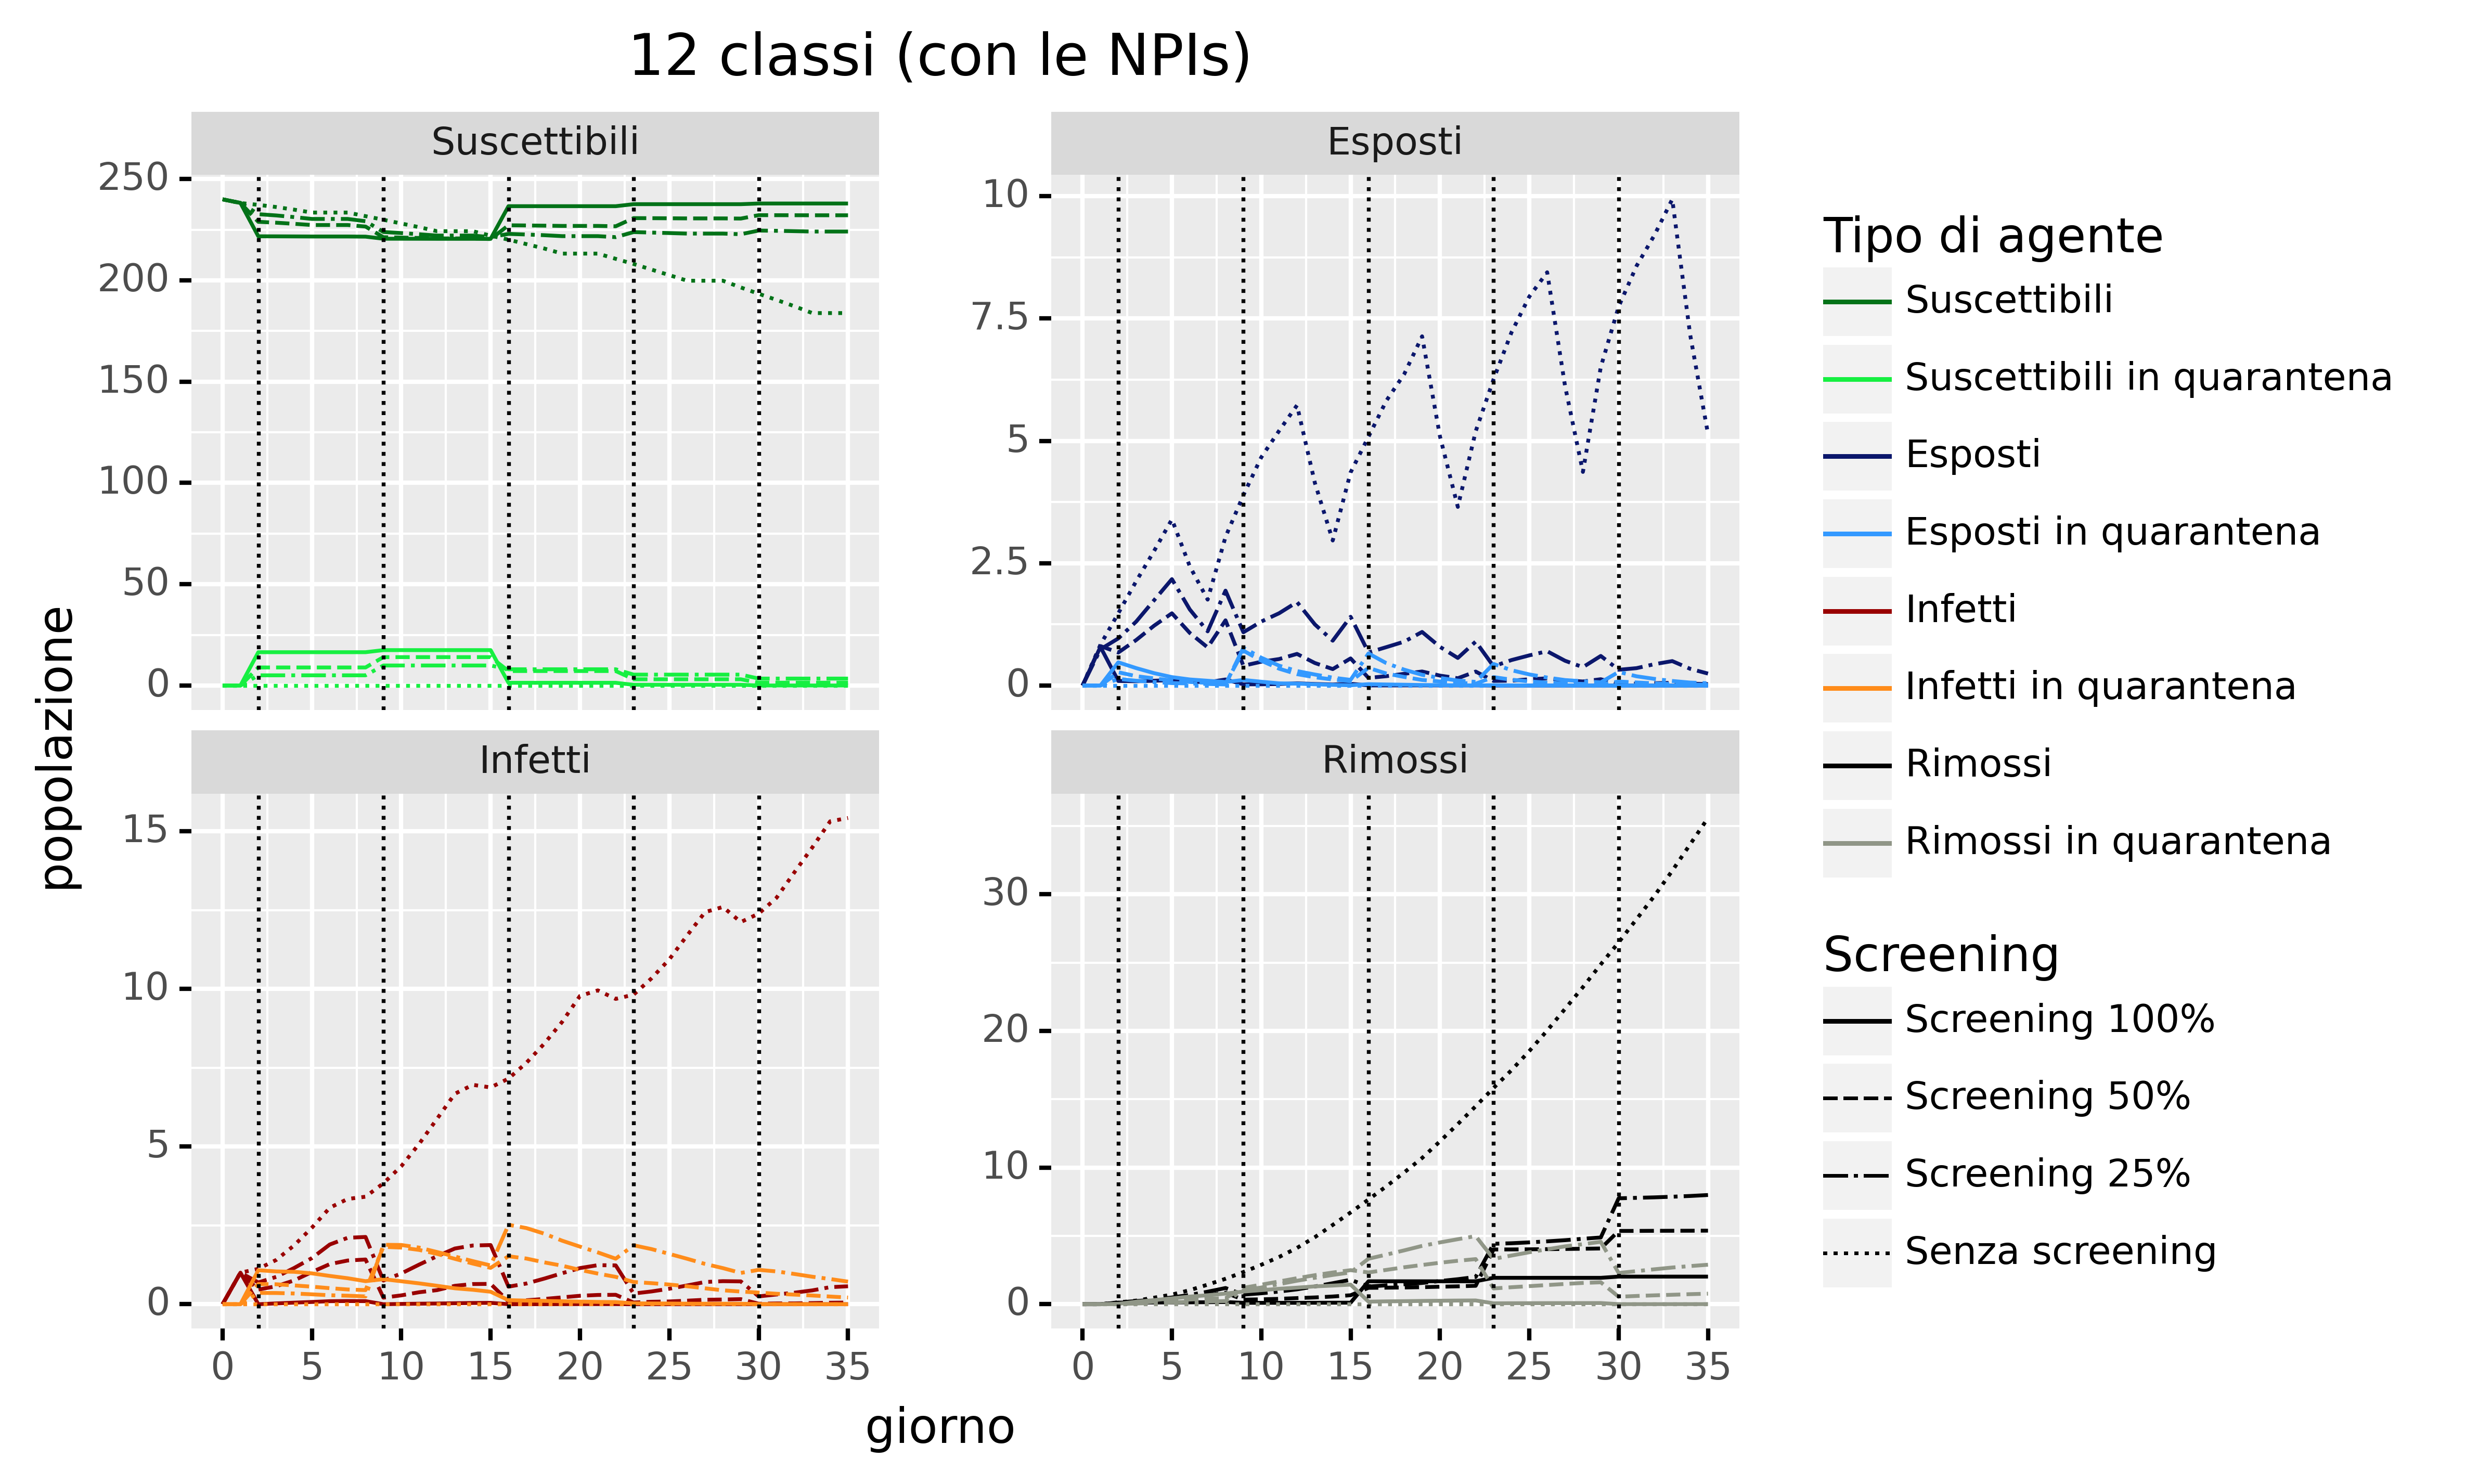 12 classi (con le NPIs)
Suscettibili
Esposti
250
200
150
100
50
0
10
7.5
5
2.5
0
Infetti
Rimossi
15
10
5
0
30
20
10
0
0 5 10 15 20 25 30 35
0 5 10 15 20 25 30 35
popolazione
giorno
Tipo di agente
Suscettibili
Suscettibili in quarantena
Esposti
Esposti in quarantena
Infetti
Infetti in quarantena
Rimossi
Rimossi in quarantena
Screening
Screening 100%
Screening 50%
Screening 25%
Senza screening